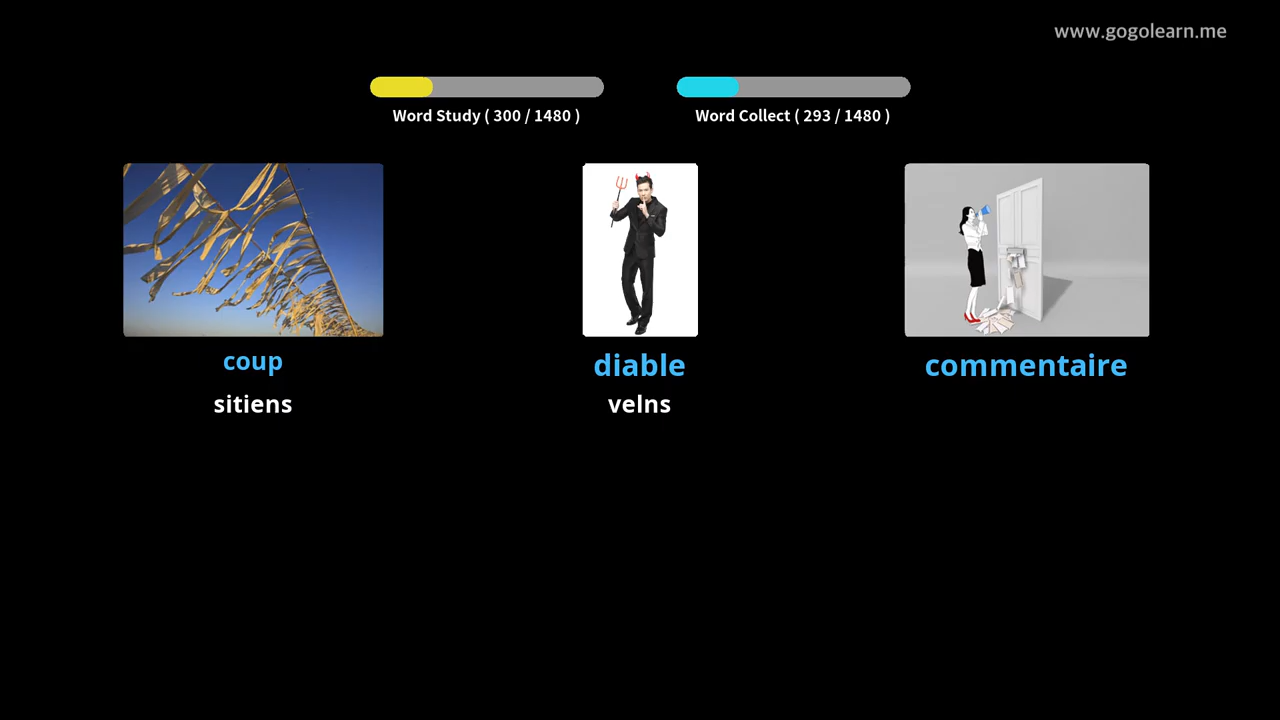 www.gogolearn.me
Word Study ( 300 / 1480 )
Word Collect ( 293 / 1480 )
coup
sitiens
diable
velns
commentaire